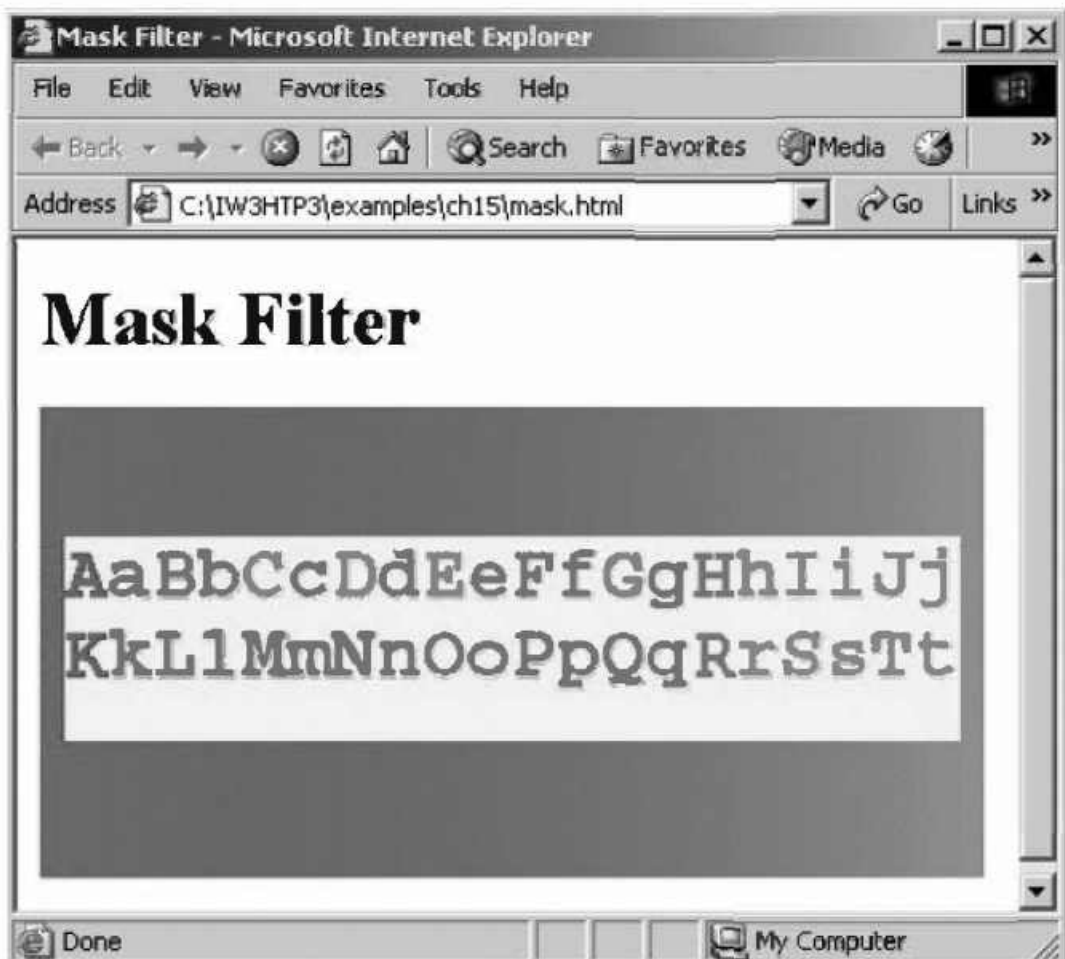 Mask Filter - Microsoft Internet Explorer
File Edit View Favorites Tools Help
Back Search Favorites Media »
Address C:\IW3HTP3\examples\ch15\mask.html Go Links »
Mask Filter
AaBbCcDdEeFfGgHhIiJj
KkLlMmNnOoPpQqRrSsTt
Done My Computer